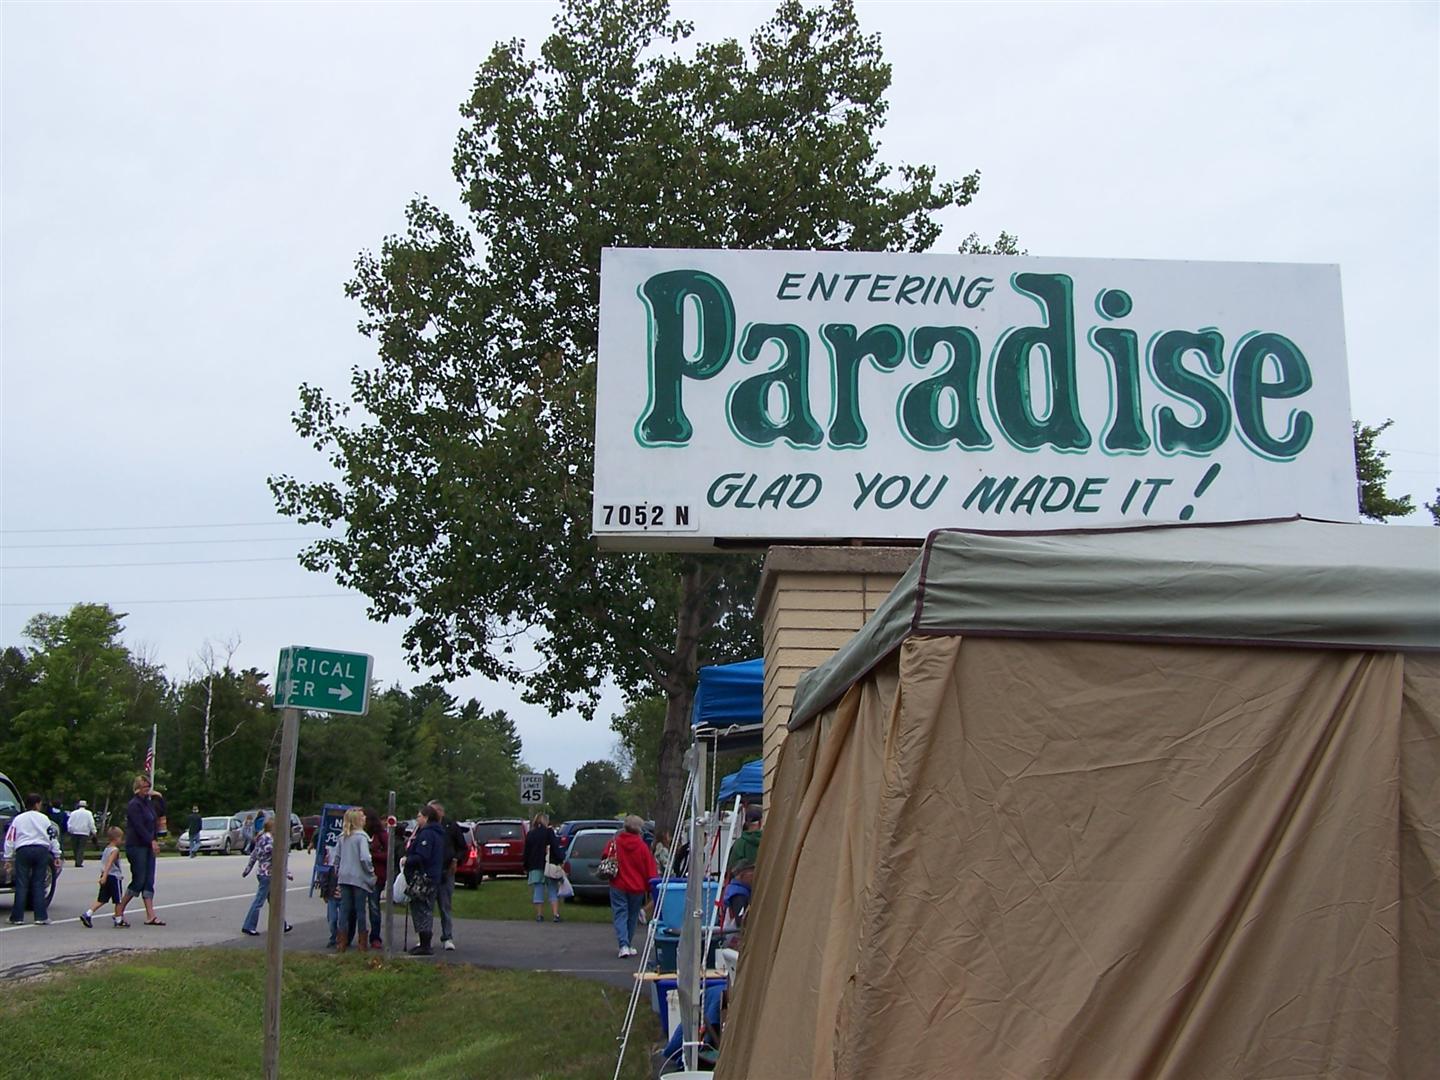 ENTERING
Paradise
GLAD YOU MADE IT!
7052 N
RICAL
ER →
SPEED
LIMIT
45